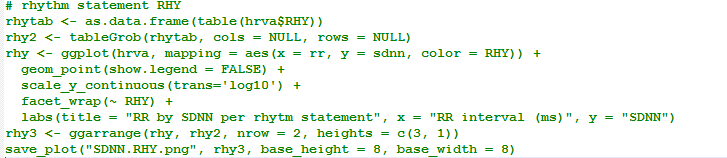 # rhythm statement RHY
rhytab <- as.data.frame(table(hrva$RHY))
rhy2 <- tableGrob(rhytab, cols = NULL, rows = NULL)
rhy <- ggplot(hrva, mapping = aes(x = rr, y = sdnn, color = RHY)) +
  geom_point(show.legend = FALSE) +
  scale_y_continuous(trans='log10') +
  facet_wrap(~ RHY) +
  labs(title = "RR by SDNN per rhytm statement", x = "RR interval (ms)", y = "SDNN")
rhy3 <- ggarrange(rhy, rhy2, nrow = 2, heights = c(3, 1))
save_plot("SDNN.RHY.png", rhy3, base_height = 8, base_width = 8)